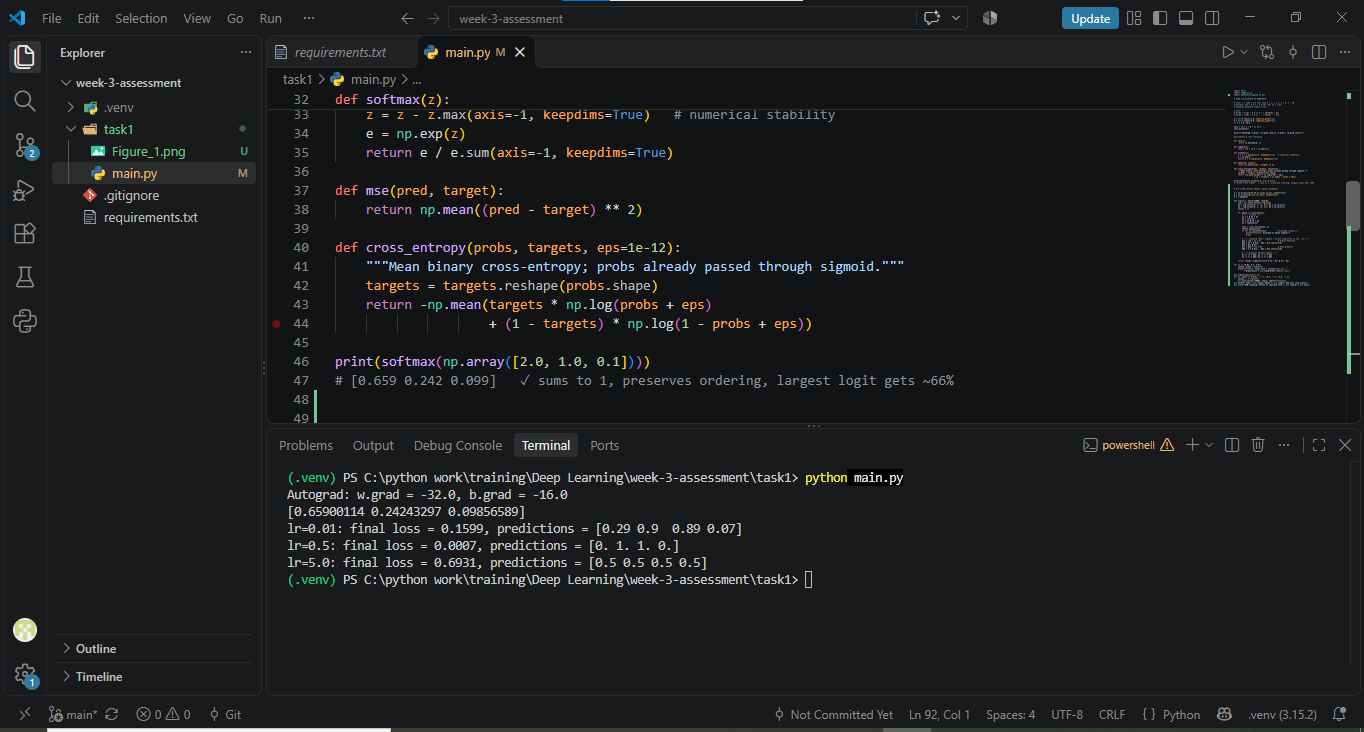 File Edit Selection View Go Run ··· week-3-assessment Update
Explorer ···
week-3-assessment
.venv
task1
Figure_1.png U
main.py M
.gitignore
requirements.txt
Outline
Timeline
requirements.txt main.py M
task1 > main.py > ...
32 def softmax(z):
33 z = z - z.max(axis=-1, keepdims=True) # numerical stability
34 e = np.exp(z)
35 return e / e.sum(axis=-1, keepdims=True)
36
37 def mse(pred, target):
38 return np.mean((pred - target) ** 2)
39
40 def cross_entropy(probs, targets, eps=1e-12):
41 """Mean binary cross-entropy; probs already passed through sigmoid."""
42 targets = targets.reshape(probs.shape)
43 return -np.mean(targets * np.log(probs + eps)
44 + (1 - targets) * np.log(1 - probs + eps))
45
46 print(softmax(np.array([2.0, 1.0, 0.1])))
47 # [0.659 0.242 0.099] ✓ sums to 1, preserves ordering, largest logit gets ~66%
48
49
Problems Output Debug Console Terminal Ports powershell
(.venv) PS C:\python work\training\Deep Learning\week-3-assessment\task1> python main.py
Autograd: w.grad = -32.0, b.grad = -16.0
[0.65900114 0.24243297 0.09856589]
lr=0.01: final loss = 0.1599, predictions = [0.29 0.9  0.89 0.07]
lr=0.5: final loss = 0.0007, predictions = [0. 1. 1. 0.]
lr=5.0: final loss = 0.6931, predictions = [0.5 0.5 0.5 0.5]
(.venv) PS C:\python work\training\Deep Learning\week-3-assessment\task1>
2
1
main* 0 0 Git Not Committed Yet Ln 92, Col 1 Spaces: 4 UTF-8 CRLF { } Python .venv (3.15.2)